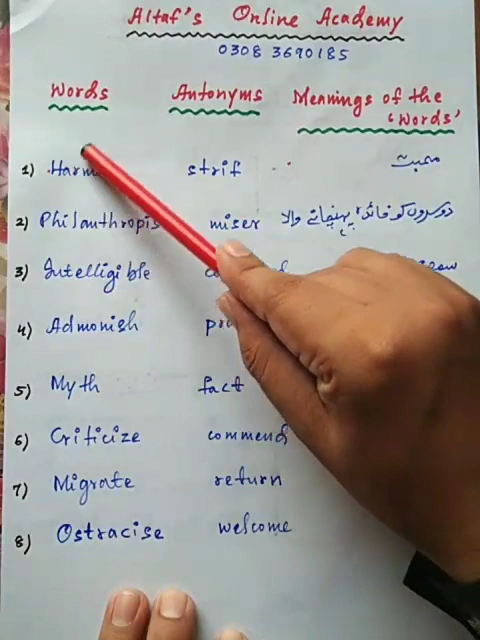 Altaf's Online Academy
0308 3690185
Words Antonyms Meanings of the 'Words'
1) strif محبت
2) Philanthropis miser دوسروں کو فائدہ پہنچانے والا
3) Intelligible
4) Admonish
5) Myth fact
6) Criticize commend
7) Migrate return
8) Ostracise welcome